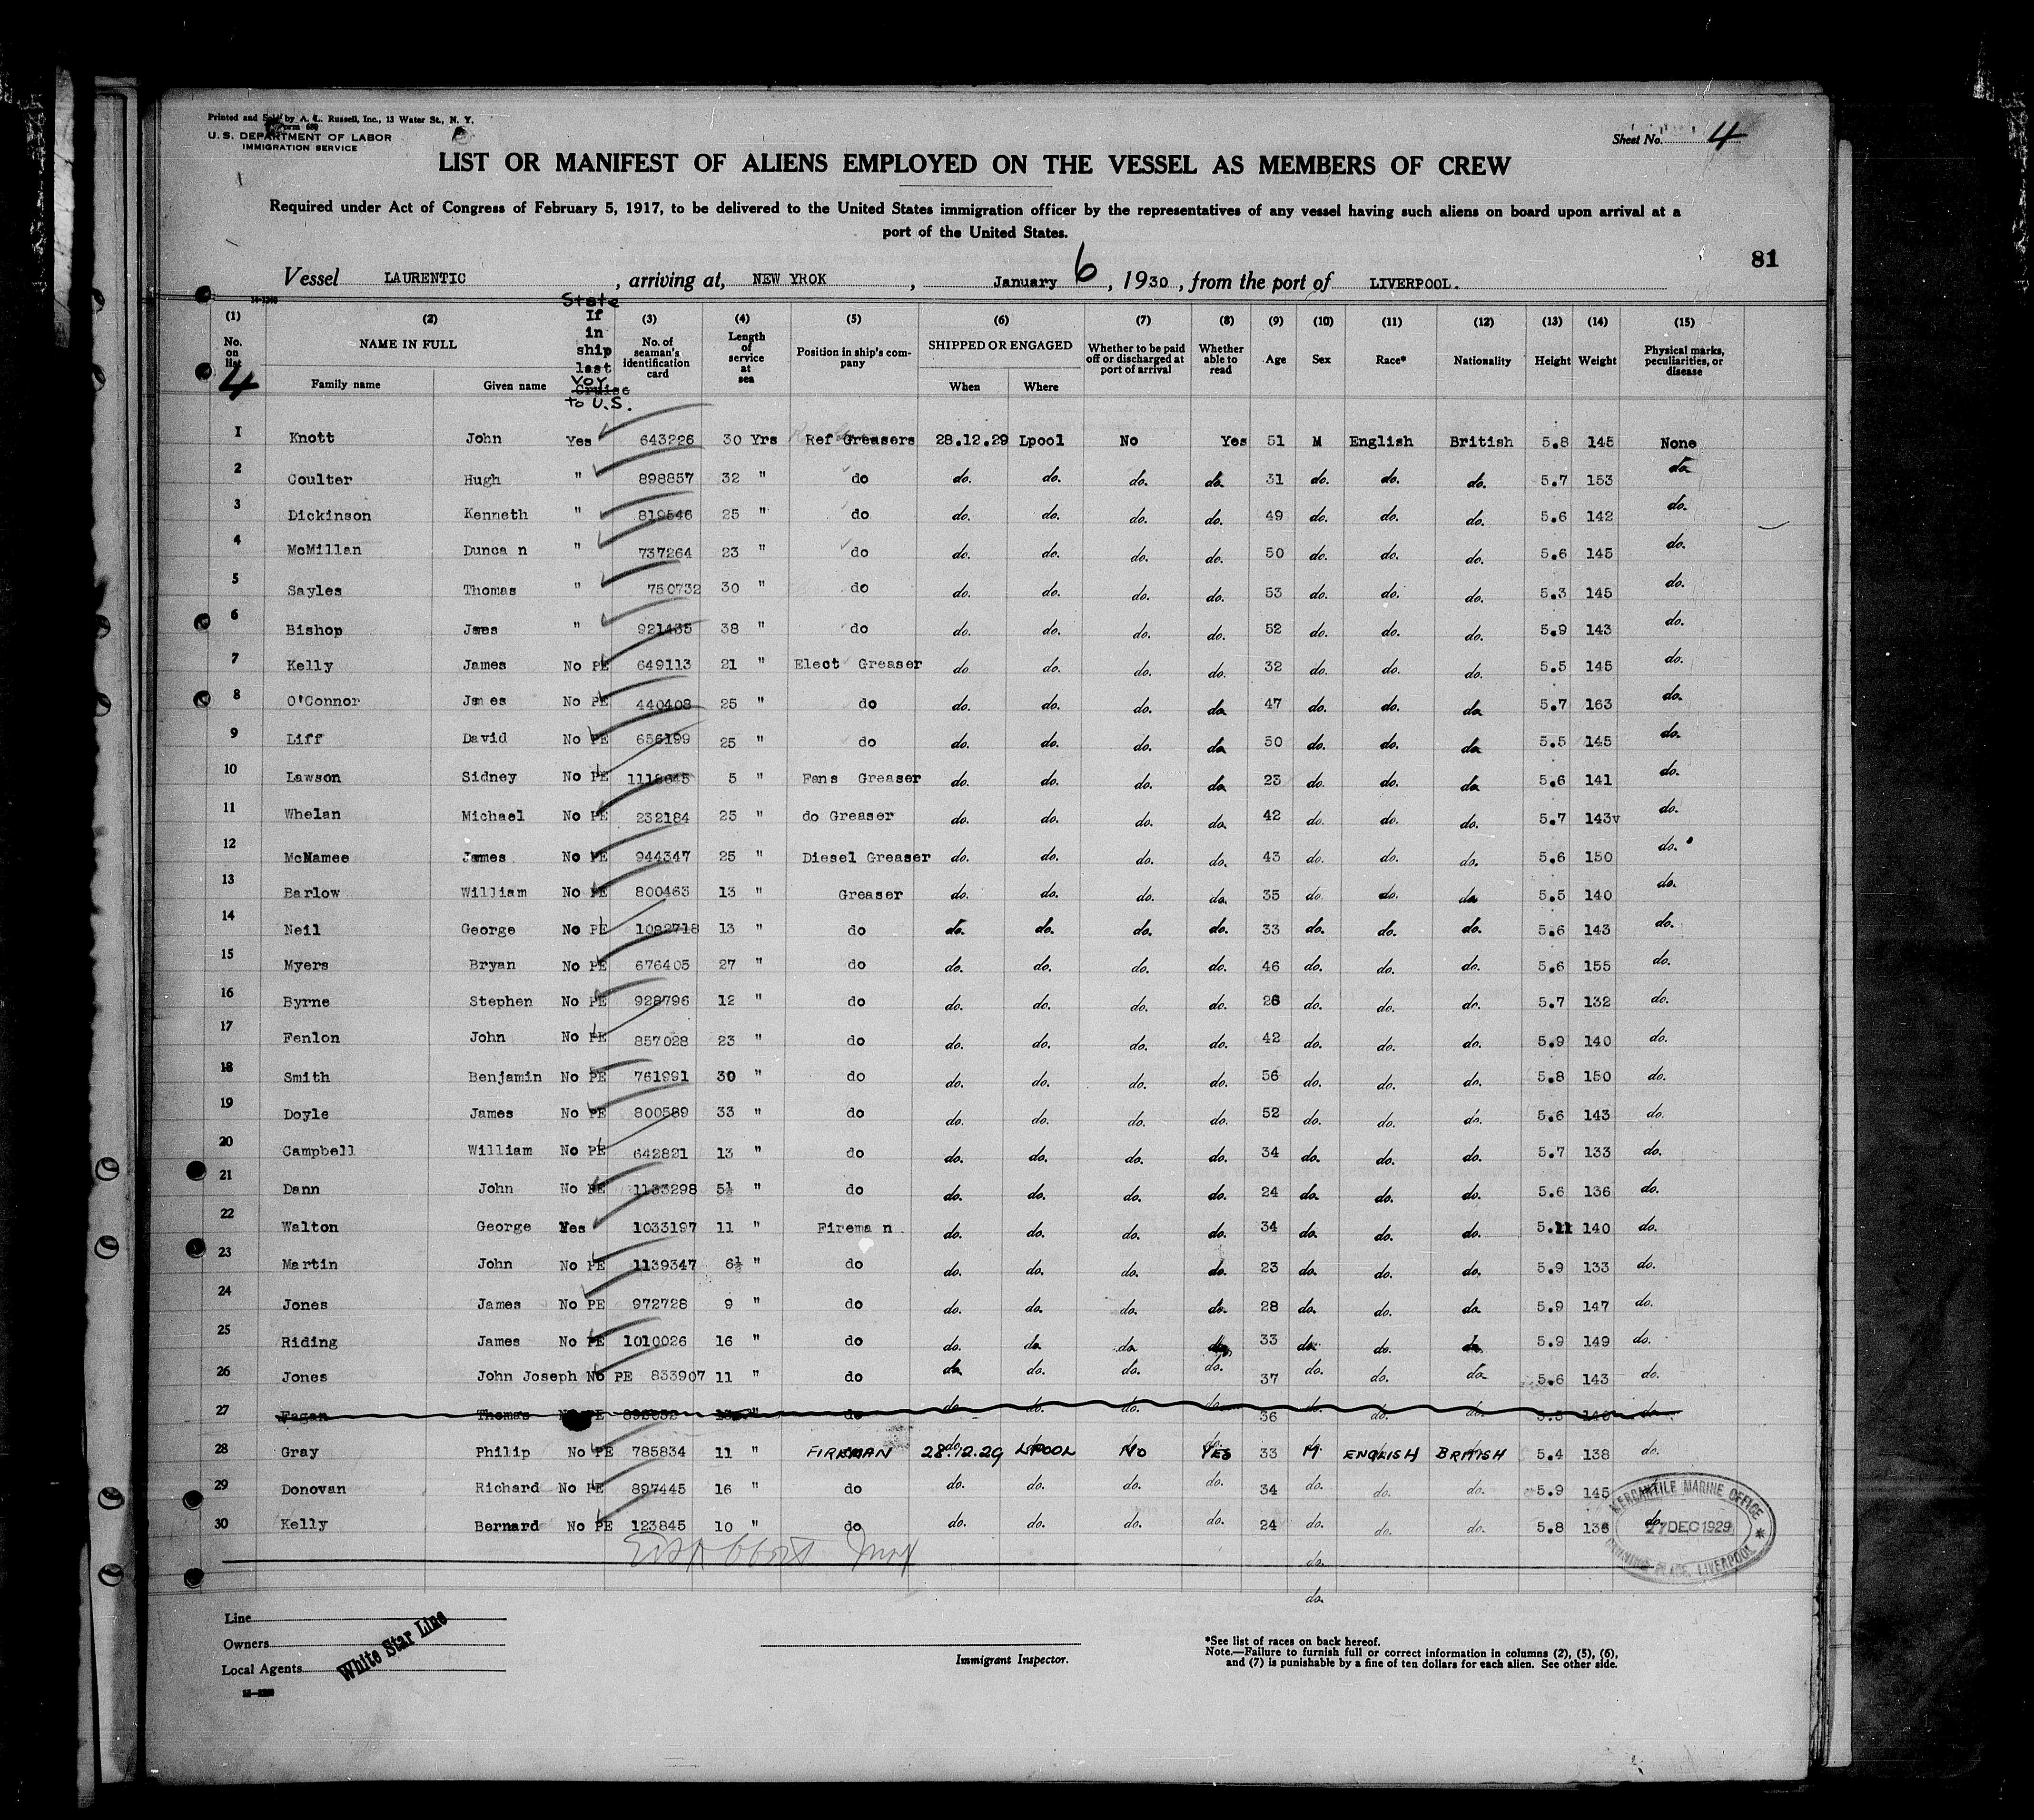 Printed and Sold by A. L. Russell, Inc., 13 Water St., N. Y.
Form 680
U. S. DEPARTMENT OF LABOR
IMMIGRATION SERVICE
Sheet No. 4
LIST OR MANIFEST OF ALIENS EMPLOYED ON THE VESSEL AS MEMBERS OF CREW
Required under Act of Congress of February 5, 1917, to be delivered to the United States immigration officer by the representatives of any vessel having such aliens on board upon arrival at a
port of the United States.
81
Vessel LAURENTIC, arriving at, NEW YROK, January 6, 1930, from the port of LIVERPOOL.
(1) No. on list 4
(2) NAME IN FULL Family name Given name
State If in ship last VOY cruise to U.S.
(3) No. of seaman's identification card
(4) Length of service at sea
(5) Position in ship's company
(6) SHIPPED OR ENGAGED When Where
(7) Whether to be paid off or discharged at port of arrival
(8) Whether able to read
(9) Age
(10) Sex
(11) Race*
(12) Nationality
(13) Height
(14) Weight
(15) Physical marks, peculiarities, or disease
1 Knott John Yes 643226 30 Yrs Ref Greasers 28.12.29 Lpool No Yes 51 M English British 5.8 145 None
2 Coulter Hugh " 898857 32 " do do. do. do. do. 31 do. do. do. 5.7 153 do.
3 Dickinson Kenneth " 819546 25 " do do. do. do. do. 49 do. do. do. 5.6 142 do.
4 McMillan Dunca n " 737264 23 " do do. do. do. do. 50 do. do. do. 5.6 145 do.
5 Sayles Thomas " 750732 30 " do do. do. do. do. 53 do. do. do. 5.3 145 do.
6 Bishop James " 921435 38 " do do. do. do. do. 52 do. do. do. 5.9 143 do.
7 Kelly James No PE 649113 21 " Elect Greaser do do. do. do. 32 do. do. do. 5.5 145 do.
8 O'Connor James No PE 440408 25 " do do. do. do. do 47 do. do. do 5.7 163 do.
9 Liff David No PE 656199 25 " do do. do. do. do 50 do. do. do 5.5 145 do.
10 Lawson Sidney No PE 1118645 5 " Fans Greaser do. do. do. do 23 do. do. do 5.6 141 do.
11 Whelan Michael No PE 232184 25 " do Greaser do. do. do. do. 42 do. do. do. 5.7 143v do.
12 McNamee James No PE 944347 25 " Diesel Greaser do. do. do. do. 43 do. do. do. 5.6 150 do.
13 Barlow William No PE 800463 13 " Greaser do. do. do. do. 35 do. do. do 5.5 140 do.
14 Neil George No PE 1082718 13 " do do. do. do. do. 33 do. do. do. 5.6 143 do.
15 Myers Bryan No PE 676405 27 " do do. do. do. do. 46 do. do. do. 5.6 155 do.
16 Byrne Stephen No PE 928796 12 " do do. do. do. do. 26 do. do. do. 5.7 132 do.
17 Fenlon John No PE 857028 23 " do do. do. do. do. 42 do. do. do. 5.9 140 do.
18 Smith Benjamin No PE 761991 30 " do do. do. do. do. 56 do. do. do. 5.8 150 do.
19 Doyle James No PE 800589 33 " do do. do. do. do. 52 do. do. do. 5.6 143 do.
20 Campbell William No PE 642821 13 " do do. do. do. do. 34 do. do. do. 5.7 133 do.
21 Dann John No PE 1133298 5½ " do do. do. do. do. 24 do. do. do. 5.6 136 do.
22 Walton George Yes 1033197 11 " Firema n do. do. do. do. 34 do. do. do. 5.11 140 do.
23 Martin John No PE 1139347 6½ " do do. do. do. do. 23 do. do. do. 5.9 133 do.
24 Jones James No PE 972728 9 " do do. do. do. do. 28 do. do. do. 5.9 147 do.
25 Riding James No PE 1010026 16 " do do. do. do do 33 do. do. do. 5.9 149 do.
26 Jones John Joseph No PE 833907 11 " do do. do. do. do. 37 do. do. do. 5.6 143 do.
27 Fagan Thomas do do. do. do. do. 36 do. do. do. do.
28 Gray Philip No PE 785834 11 " FIREMAN 28.12.29 LPOOL NO YES 33 M ENGLISH BRITISH 5.4 138 do.
29 Donovan Richard No PE 897445 16 " do do. do. do. do. 34 do. do. do. 5.9 145
30 Kelly Bernard No PE 123845 10 " do do. do. do. do. 24 do. do. do. 5.8 136 do.
MERCANTILE MARINE OFFICE
27 DEC 1929
CANNING PLACE, LIVERPOOL
do.
do.
Line
Owners
Local Agents
White Star Line
Immigrant Inspector.
*See list of races on back hereof.
Note.—Failure to furnish full or correct information in columns (2), (5), (6),
and (7) is punishable by a fine of ten dollars for each alien. See other side.